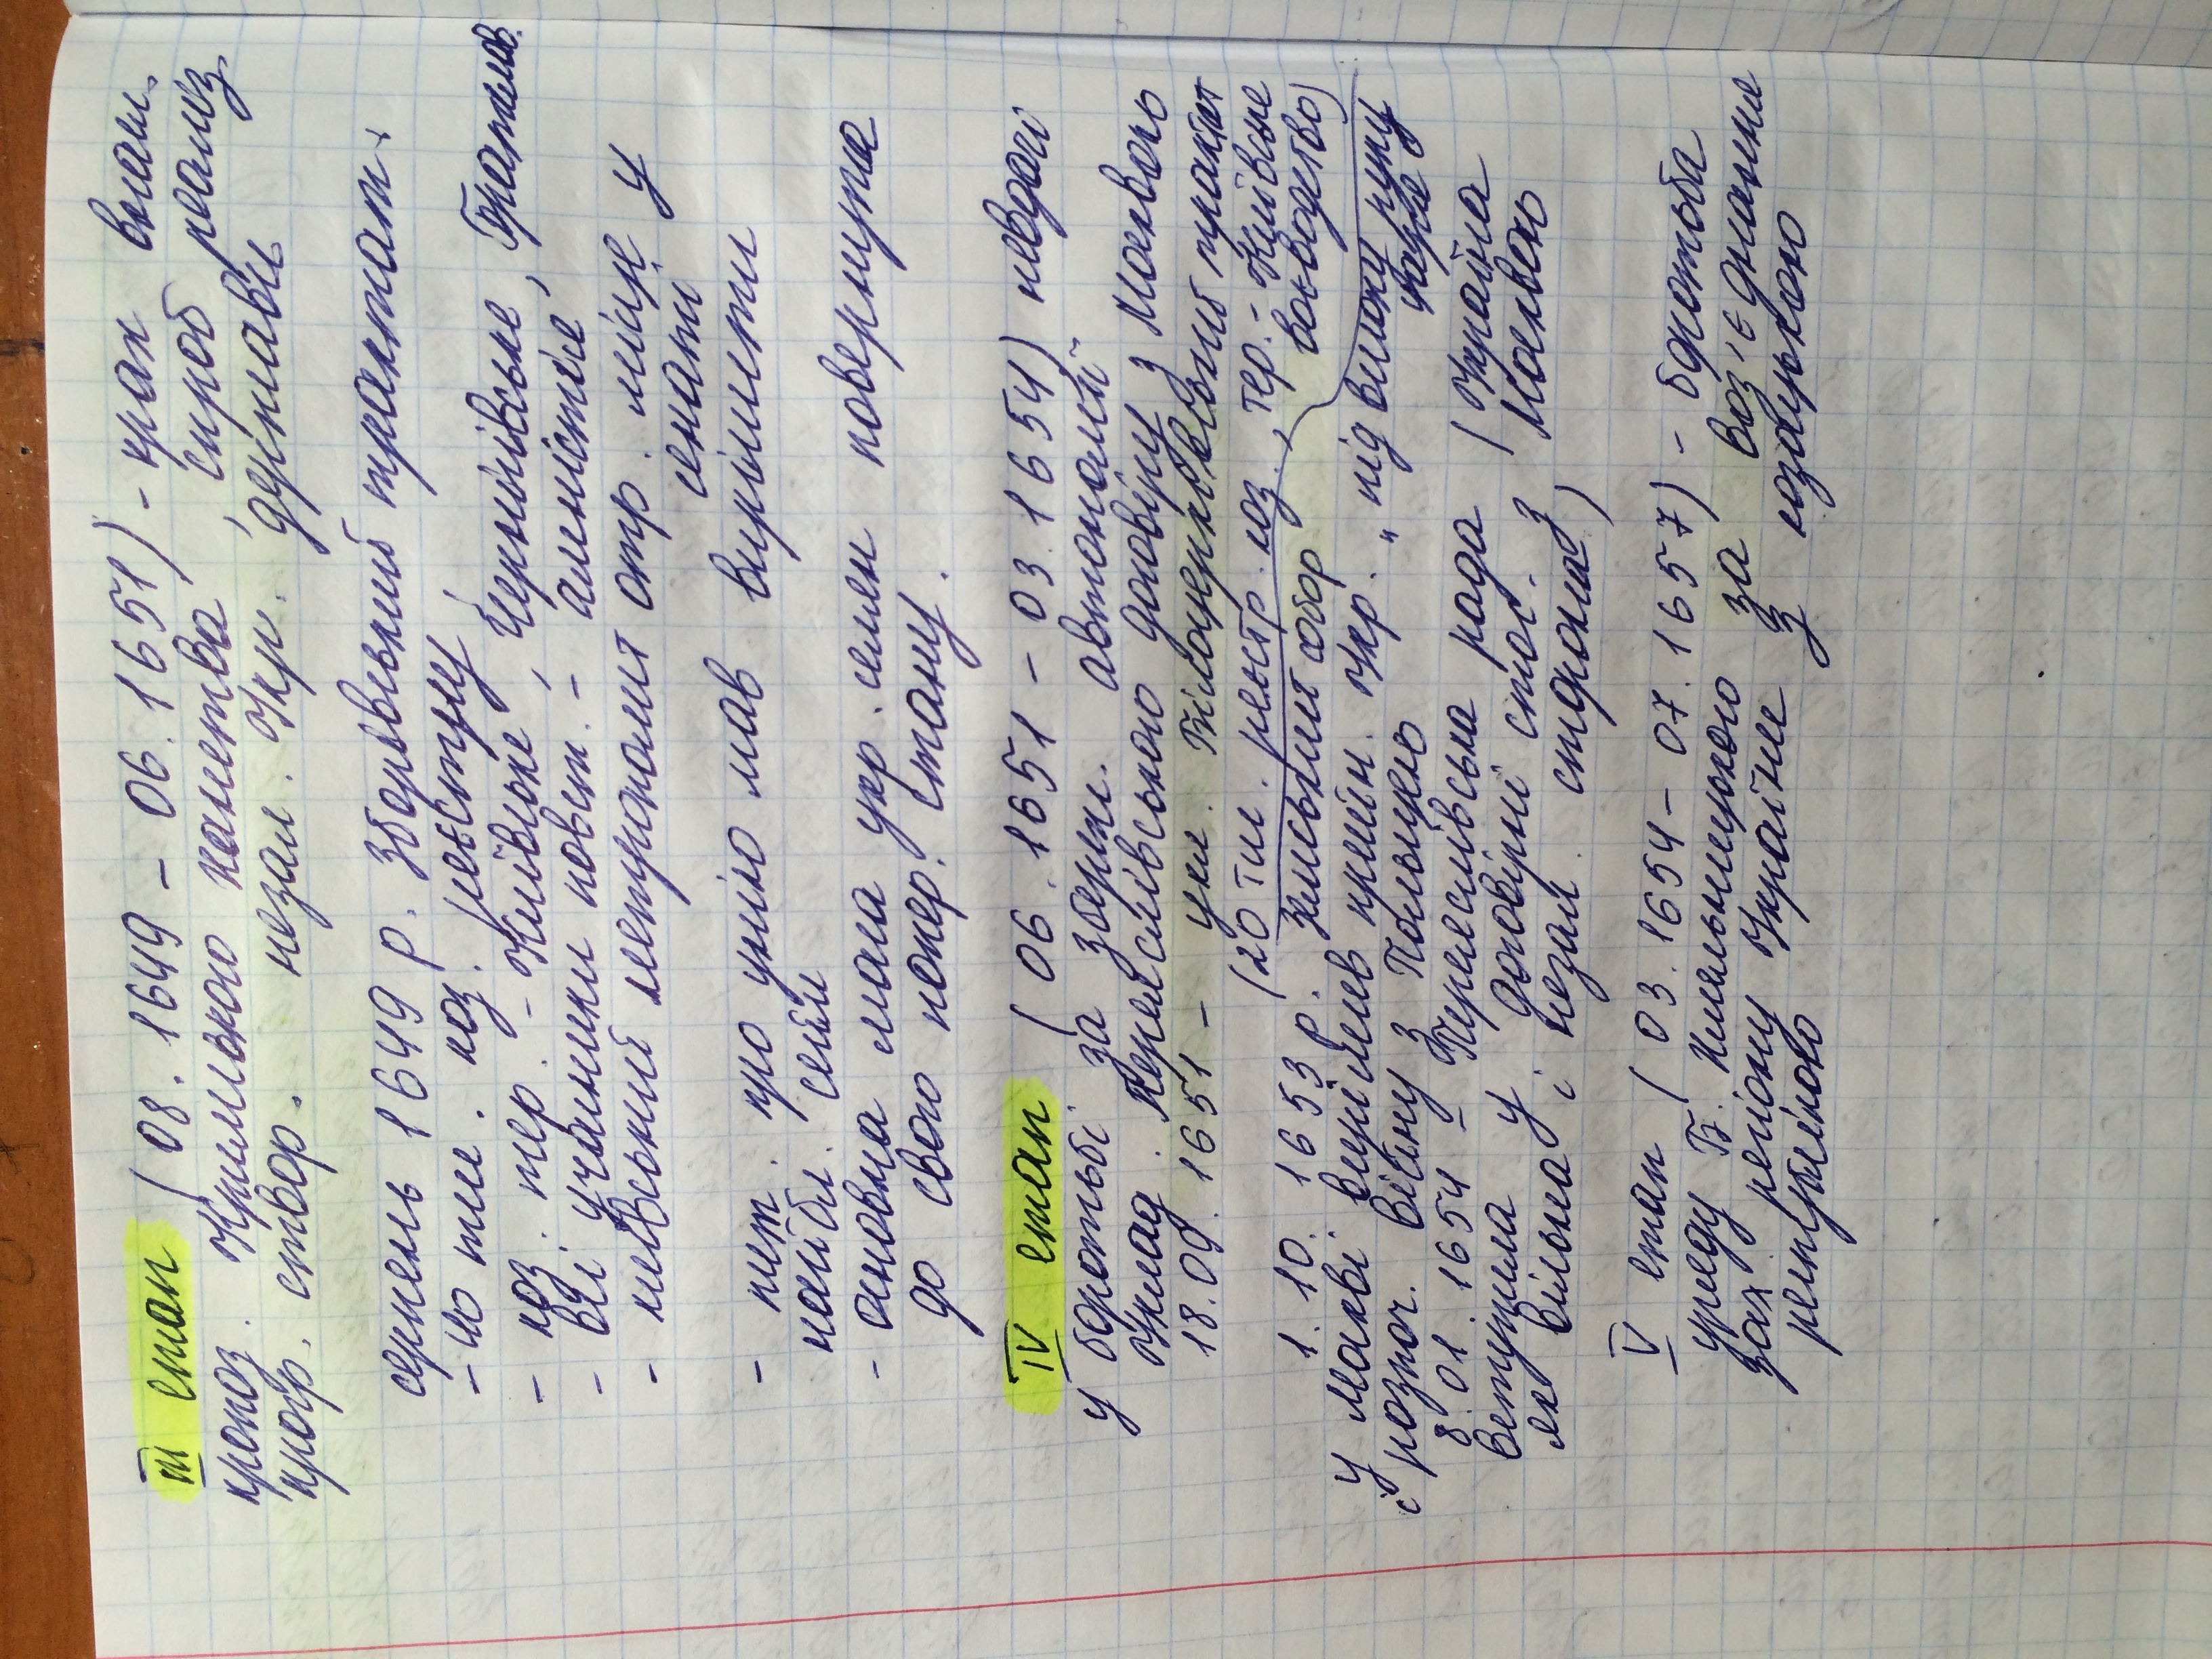 III етап (08.1649 – 06.1651) – крах
пропоз. Кримського ханства, спроб реаліз.
прогр. створ. незал. Укр. держави
серпень 1649 р. Зборівський трактат.
- 40 тис. коз. реєстру,
- коз. тер. - Київське, Чернігівське, Брацлав.
- всі учасники повст. - амністія
- київський метрополит отр. місце у
сенаті
- пит. про унію мав вирішити
найбл. сейм
- основна маса укр. селян повернута
до свого попер. стану.
IV етап (06.1651 – 03.1654) невдачі
у боротьбі за збереж. автономії
Уклад. Переяслівського договіру з Москвою
18.09.1651 – укл. Білоцерківський трактат
(20 тис. реєстр. коз., тер. - Київське
воєводство)
1.10.1653 р. Земський собор
у Москві вирішив прийн. Укр. „під високу руку
царя"
і розпоч. війну з Польщею
8.01.1654 – Переяслівська рада (Україна
вступила у договірні стос. з Москвою
як вільна і незал. сторона)
V етап (03.1654 – 07.1657) - боротьба
уряду Б. Хмельницького за воз'єднання
зах. регіону України з козацькою
республікою